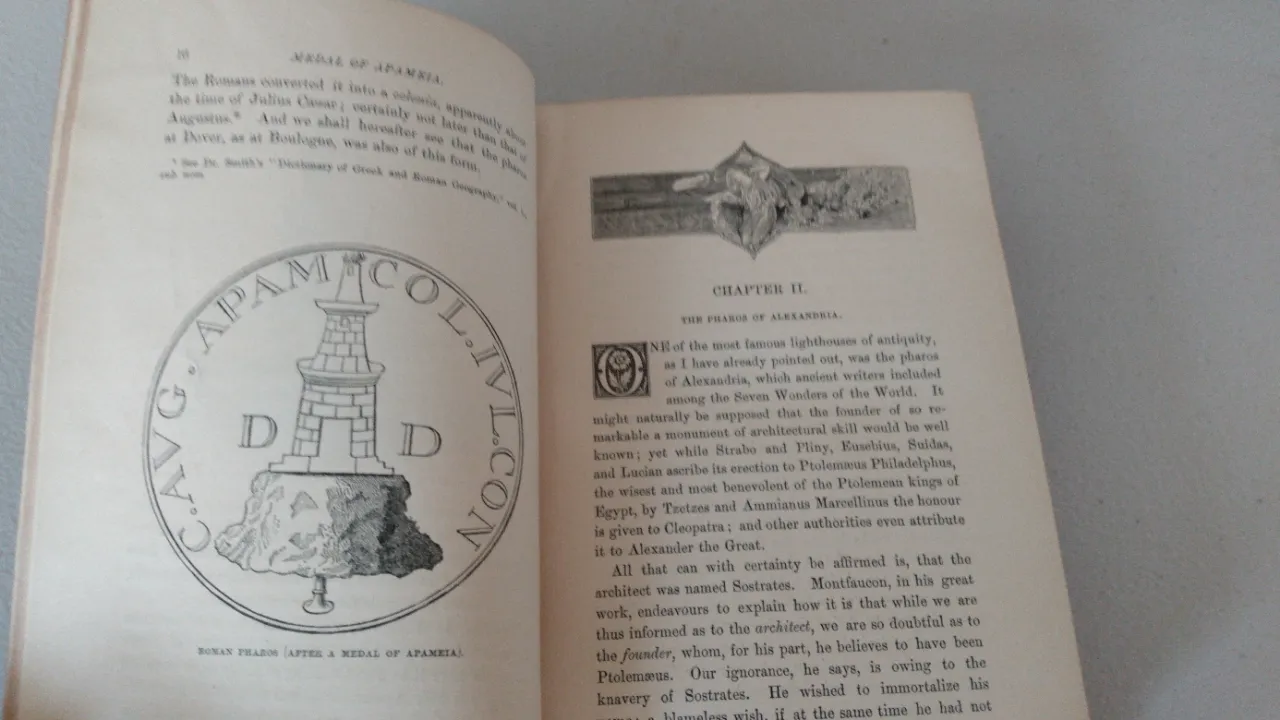 16
MEDAL OF APAMEIA.
The Romans converted it into a colonia, apparently about
the time of Julius Cæsar; certainly not later than that of
Augustus.* And we shall hereafter see that the pharos
at Dover, as at Boulogne, was also of this form.
* See Dr. Smith's "Dictionary of Greek and Roman Geography," vol. i.,
sub nom
C. AVG. APAM COL. IVL. CON
D D
ROMAN PHAROS (AFTER A MEDAL OF APAMEIA).
CHAPTER II.
THE PHAROS OF ALEXANDRIA.
ONE of the most famous lighthouses of antiquity,
as I have already pointed out, was the pharos
of Alexandria, which ancient writers included
among the Seven Wonders of the World. It
might naturally be supposed that the founder of so re-
markable a monument of architectural skill would be well
known; yet while Strabo and Pliny, Eusebius, Suidas,
and Lucian ascribe its erection to Ptolemæus Philadelphus,
the wisest and most benevolent of the Ptolemean kings of
Egypt, by Tzetzes and Ammianus Marcellinus the honour
is given to Cleopatra; and other authorities even attribute
it to Alexander the Great.
All that can with certainty be affirmed is, that the
architect was named Sostrates. Montfaucon, in his great
work, endeavours to explain how it is that while we are
thus informed as to the architect, we are so doubtful as to
the founder, whom, for his part, he believes to have been
Ptolemæus. Our ignorance, he says, is owing to the
knavery of Sostrates. He wished to immortalize his
a blameless wish, if at the same time he had not